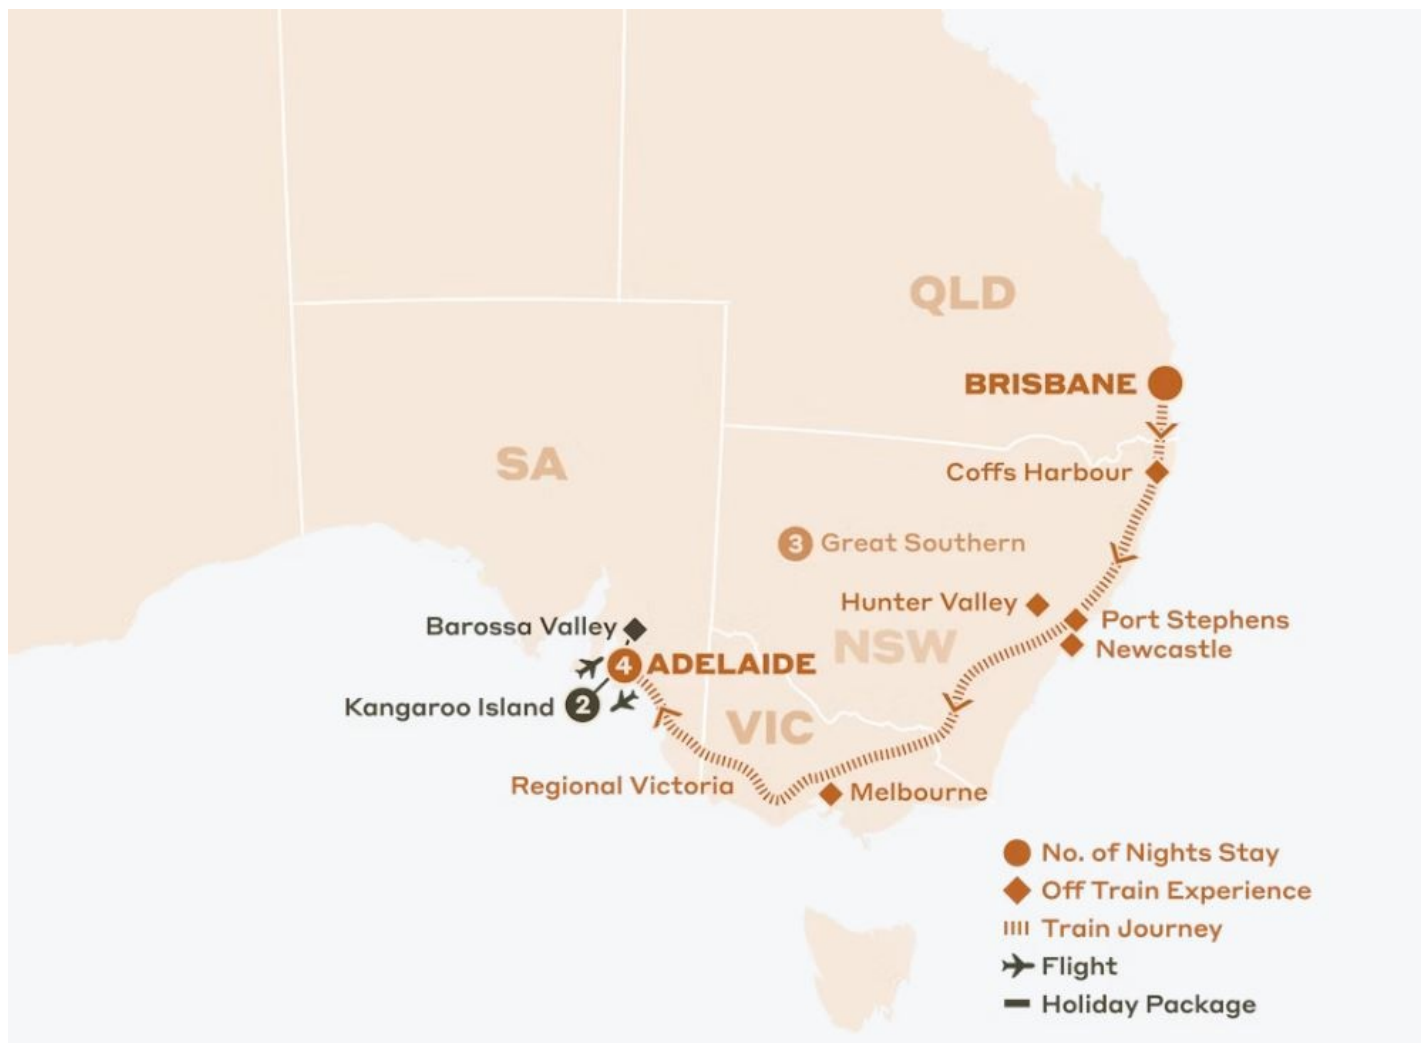 QLD
BRISBANE
SA
Coffs Harbour
3 Great Southern
Hunter Valley
Port Stephens
Barossa Valley
NSW
Newcastle
4 ADELAIDE
Kangaroo Island 2
VIC
Regional Victoria
Melbourne
No. of Nights Stay
Off Train Experience
Train Journey
Flight
Holiday Package